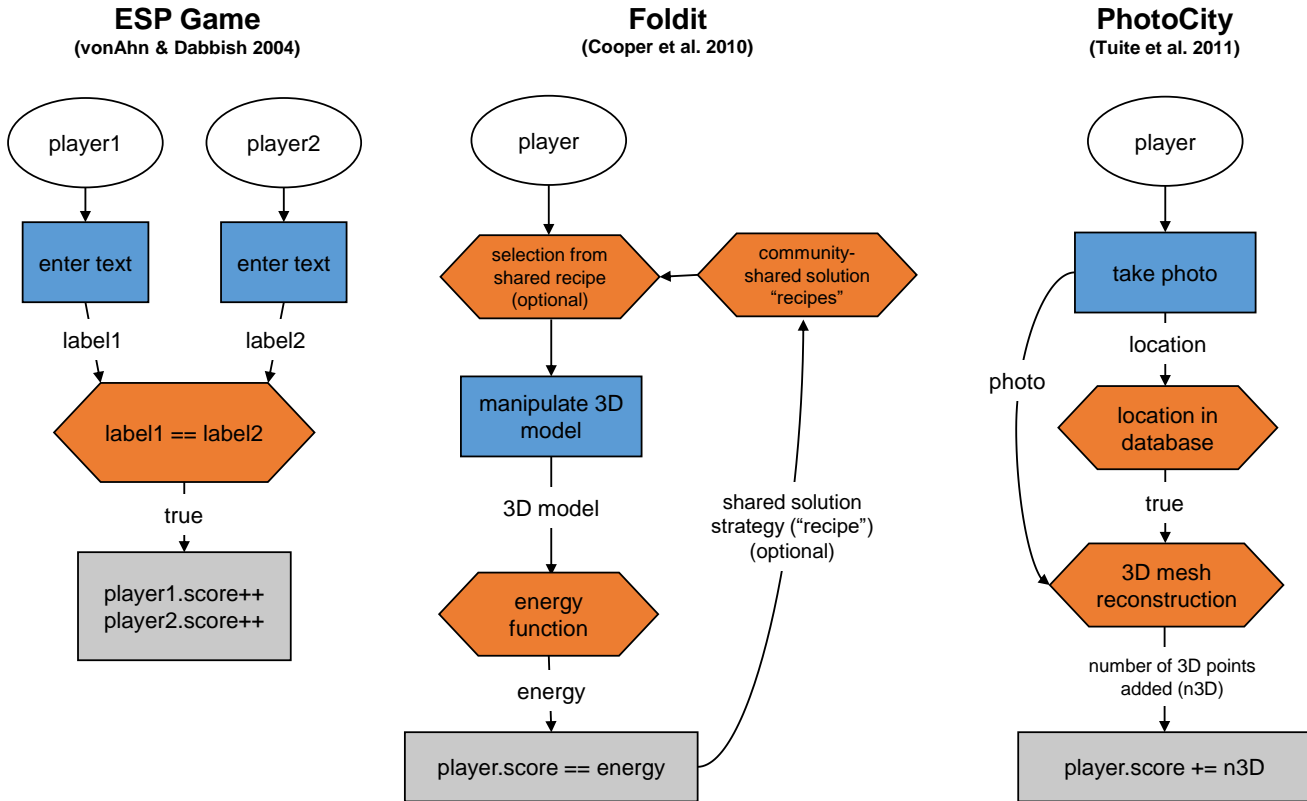 ESP Game
(vonAhn & Dabbish 2004)
player1
player2
enter text
enter text
label1
label2
label1 == label2
true
player1.score++
player2.score++
Foldit
(Cooper et al. 2010)
player
selection from
shared recipe
(optional)
community-
shared solution
“recipes”
manipulate 3D
model
3D model
shared solution
strategy (“recipe”)
(optional)
energy
function
energy
player.score == energy
PhotoCity
(Tuite et al. 2011)
player
take photo
location
photo
location in
database
true
3D mesh
reconstruction
number of 3D points
added (n3D)
player.score += n3D